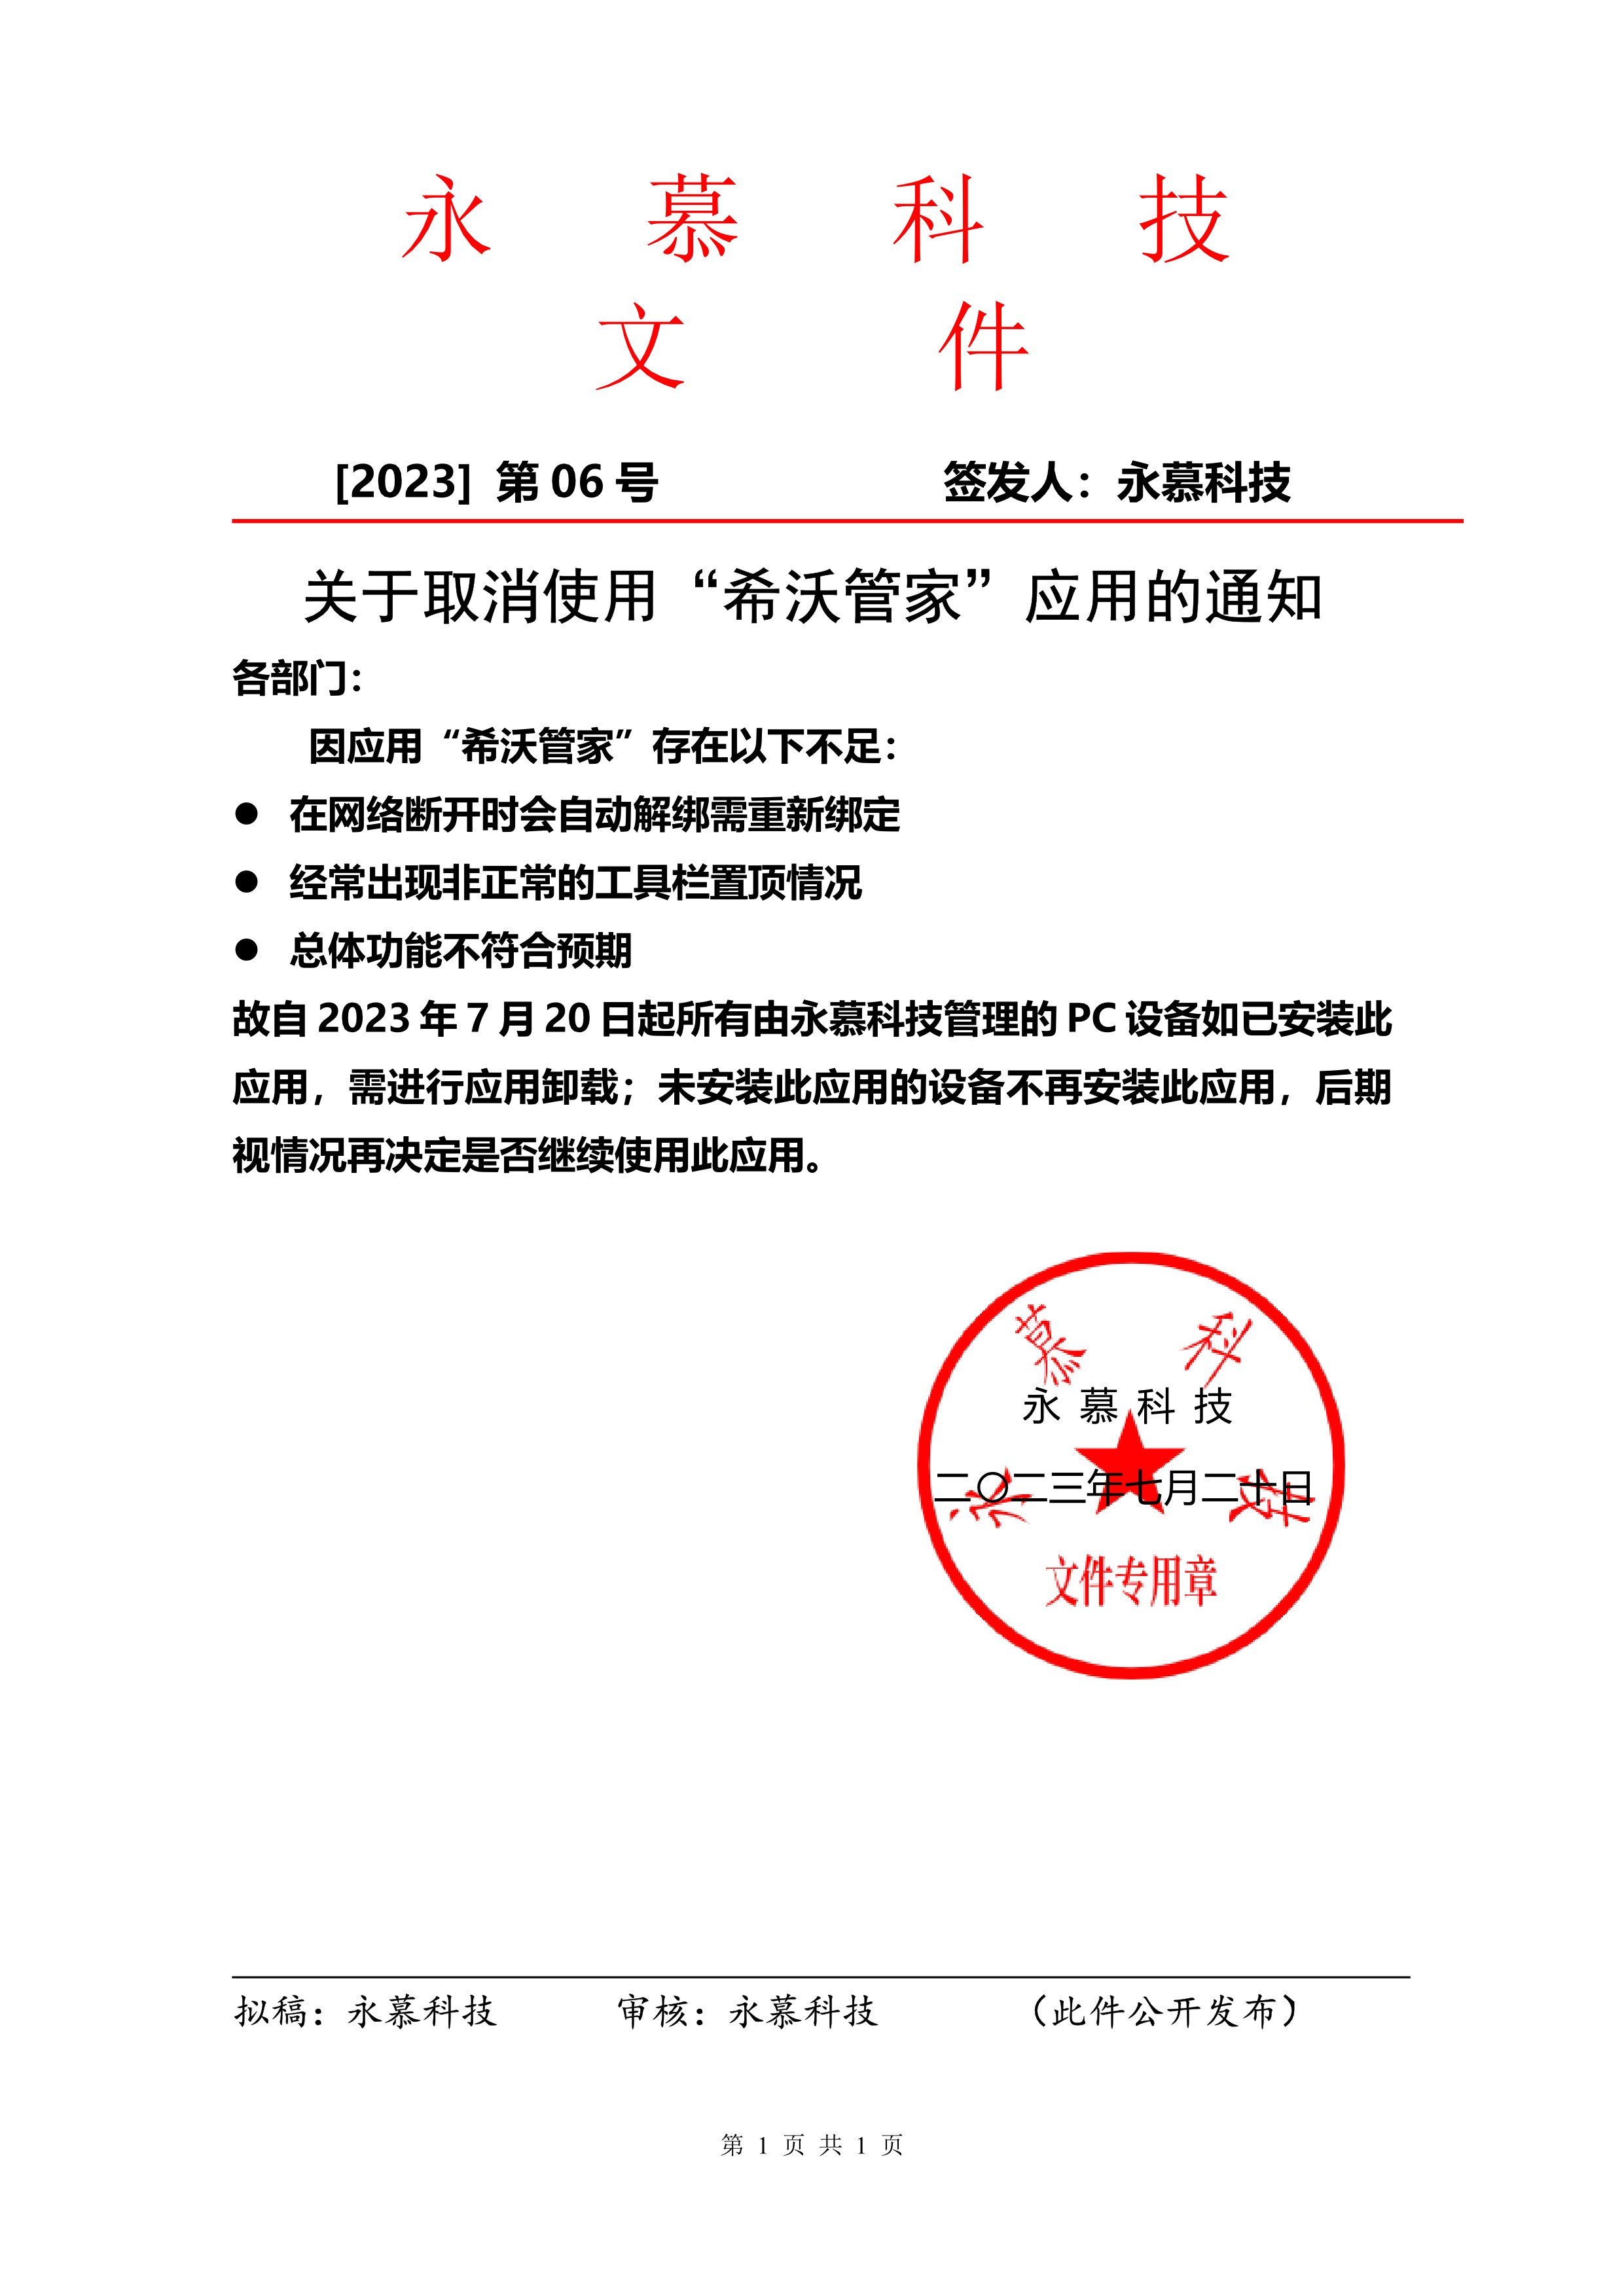 永慕科技
文件
[2023] 第 06 号 签发人：永慕科技
关于取消使用“希沃管家”应用的通知
各部门：
因应用“希沃管家”存在以下不足：
● 在网络断开时会自动解绑需重新绑定
● 经常出现非正常的工具栏置顶情况
● 总体功能不符合预期
故自 2023 年 7 月 20 日起所有由永慕科技管理的 PC 设备如已安装此
应用，需进行应用卸载；未安装此应用的设备不再安装此应用，后期
视情况再决定是否继续使用此应用。
永慕科技
永 慕 科 技
二〇二三年七月二十日
文件专用章
拟稿：永慕科技 审核：永慕科技 （此件公开发布）
第 1 页 共 1 页